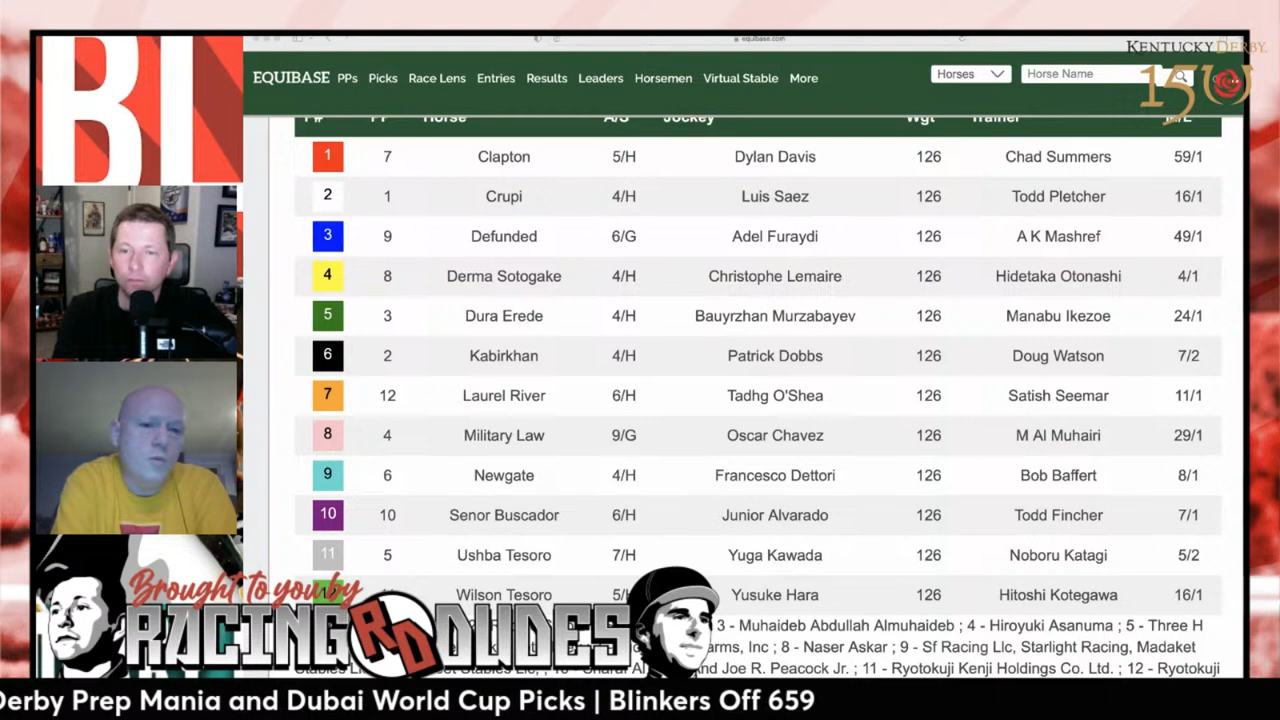 BL
equibase.com
KENTUCKY DERBY.
150
EQUIBASE PPs Picks Race Lens Entries Results Leaders Horsemen Virtual Stable More Horses Horse Name
P# PP Horse A/S Jockey Wgt Trainer M/L
1 7 Clapton 5/H Dylan Davis 126 Chad Summers 59/1
2 1 Crupi 4/H Luis Saez 126 Todd Pletcher 16/1
3 9 Defunded 6/G Adel Furaydi 126 A K Mashref 49/1
4 8 Derma Sotogake 4/H Christophe Lemaire 126 Hidetaka Otonashi 4/1
5 3 Dura Erede 4/H Bauyrzhan Murzabayev 126 Manabu Ikezoe 24/1
6 2 Kabirkhan 4/H Patrick Dobbs 126 Doug Watson 7/2
7 12 Laurel River 6/H Tadhg O'Shea 126 Satish Seemar 11/1
8 4 Military Law 9/G Oscar Chavez 126 M Al Muhairi 29/1
9 6 Newgate 4/H Francesco Dettori 126 Bob Baffert 8/1
10 10 Senor Buscador 6/H Junior Alvarado 126 Todd Fincher 7/1
11 5 Ushba Tesoro 7/H Yuga Kawada 126 Noboru Katagi 5/2
Wilson Tesoro Yusuke Hara 126 Hitoshi Kotegawa 16/1
Brought to you by
RACING RD DUDES
3 - Muhaideb Abdullah Almuhaideb ; 4 - Hiroyuki Asanuma ; 5 - Three H
Inc ; 8 - Naser Askar ; 9 - Sf Racing Llc, Starlight Racing, Madaket
and Joe R. Peacock Jr. ; 11 - Ryotokuji Kenji Holdings Co. Ltd. ; 12 - Ryotokuji
Derby Prep Mania and Dubai World Cup Picks | Blinkers Off 659